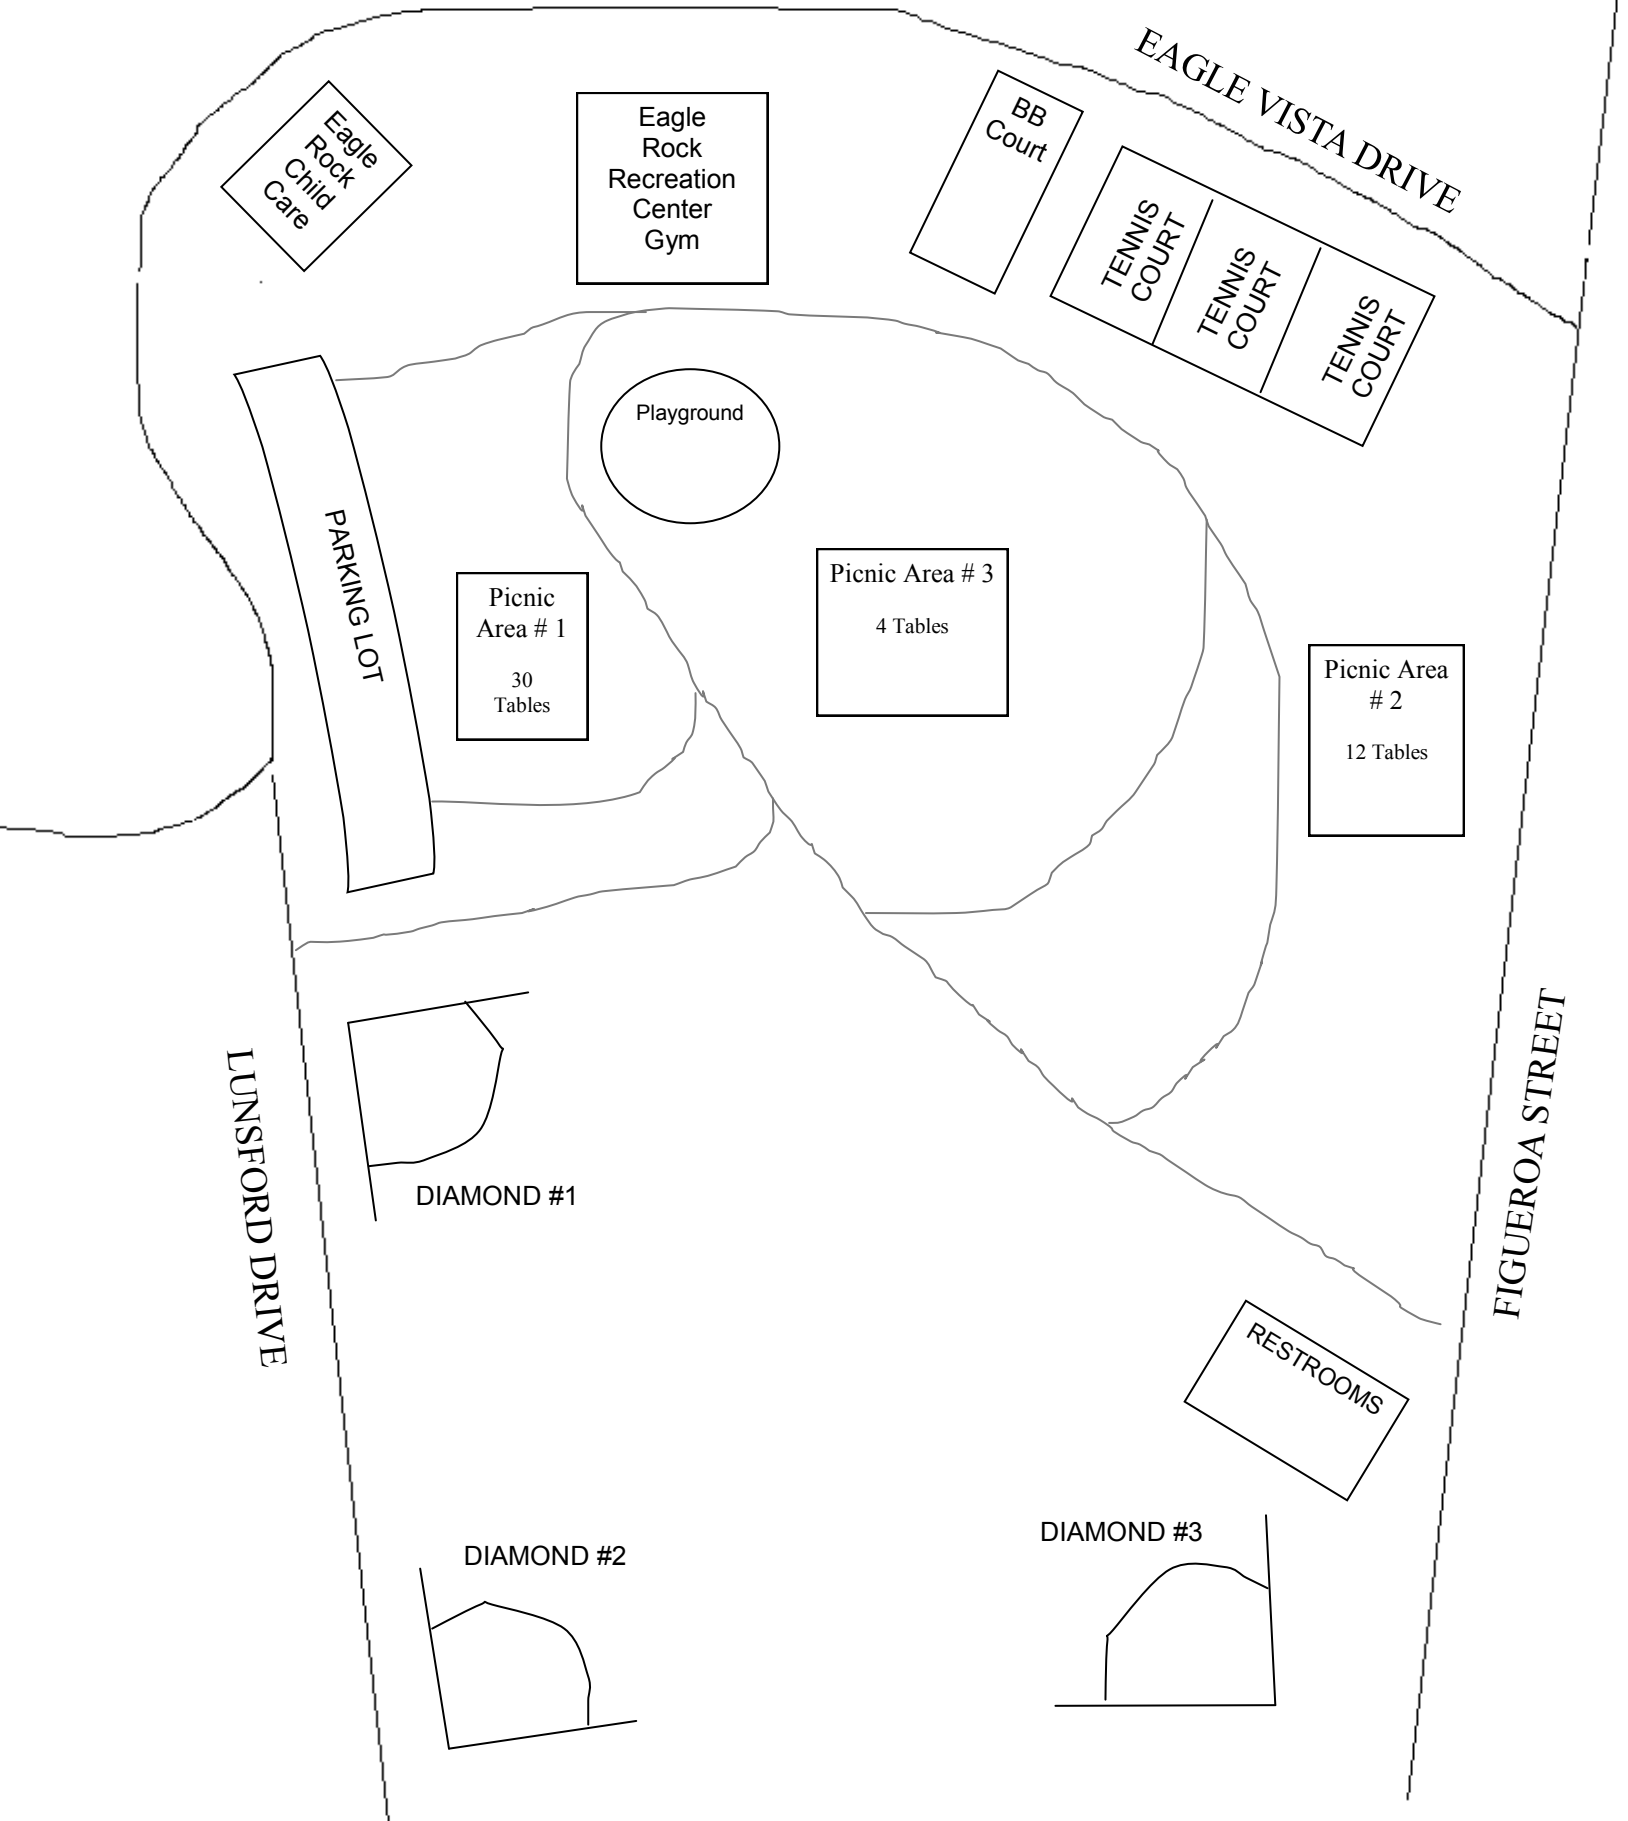 EAGLE VISTA DRIVE
Eagle
Rock
Child
Care
Eagle
Rock
Recreation
Center
Gym
BB
Court
TENNIS
COURT
TENNIS
COURT
TENNIS
COURT
Playground
PARKING LOT
Picnic
Area # 1
30
Tables
Picnic Area # 3
4 Tables
Picnic Area
# 2
12 Tables
LUNSFORD DRIVE
FIGUEROA STREET
DIAMOND #1
RESTROOMS
DIAMOND #2
DIAMOND #3